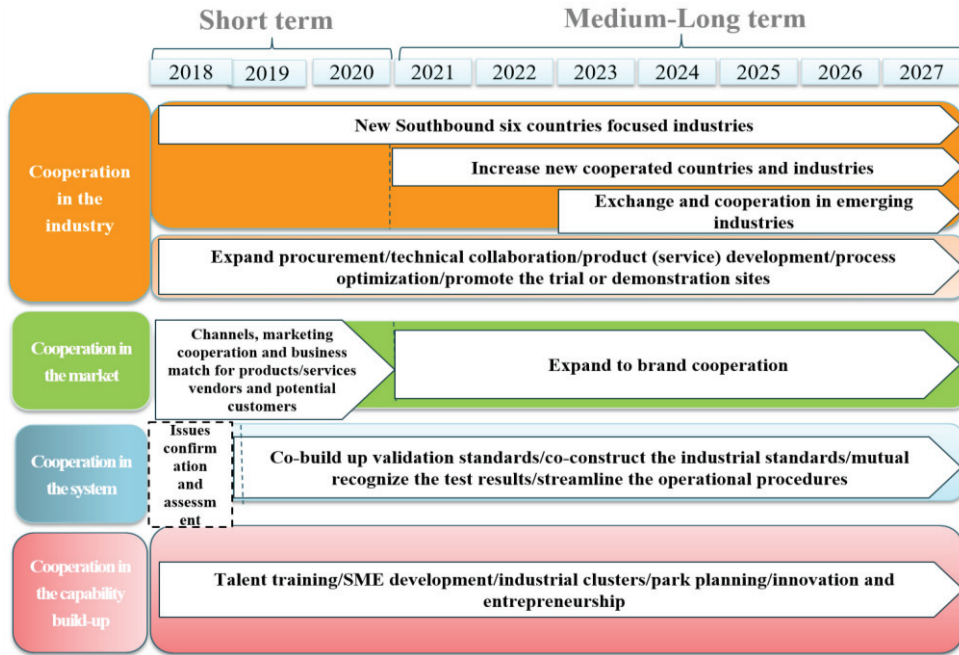 Short term
Medium-Long term
2018
2019
2020
2021
2022
2023
2024
2025
2026
2027
Cooperation
in the
industry
New Southbound six countries focused industries
Increase new cooperated countries and industries
Exchange and cooperation in emerging
industries
Expand procurement/technical collaboration/product (service) development/process
optimization/promote the trial or demonstration sites
Cooperation in
the market
Channels, marketing
cooperation and business
match for products/services
vendors and potential
customers
Expand to brand cooperation
Cooperation in
the system
Issues
confirm
ation
and
assessm
ent
Co-build up validation standards/co-construct the industrial standards/mutual
recognize the test results/streamline the operational procedures
Cooperation in
the capability
build-up
Talent training/SME development/industrial clusters/park planning/innovation and
entrepreneurship